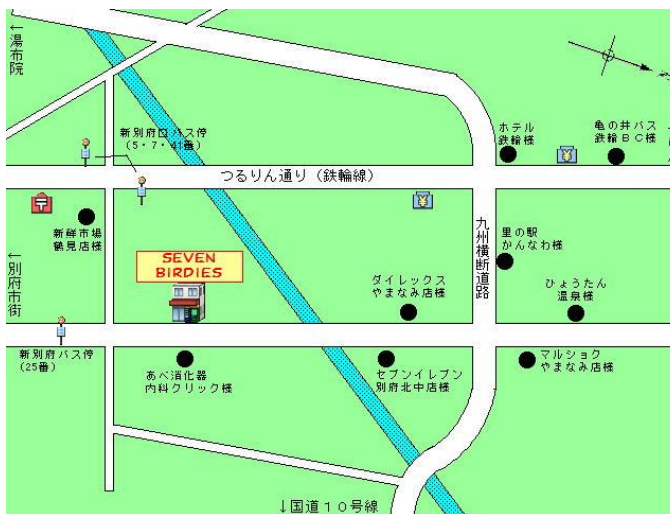 ←湯布院
新別府口バス停
(5・7・41番)
ホテル
鉄輪様
亀の井バス
鉄輪BC様
つるりん通り(鉄輪線)
新鮮市場
鶴見店様
←別府市街
SEVEN
BIRDIES
九州横断道路
里の駅
かんなわ様
ダイレックス
やまなみ店様
ひょうたん
温泉様
新別府バス停
(25番)
あべ消化器
内科クリック様
セブンイレブン
別府北中店様
マルショク
やまなみ店様
↓国道10号線